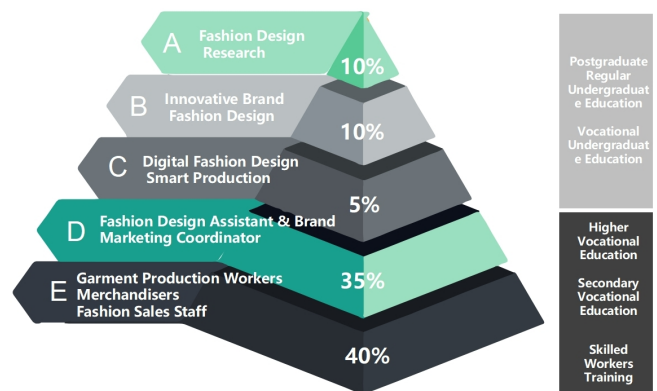 A
Fashion Design
Research
10%
B
Innovative Brand
Fashion Design
10%
C
Digital Fashion Design
Smart Production
5%
D
Fashion Design Assistant & Brand
Marketing Coordinator
35%
E
Garment Production Workers
Merchandisers
Fashion Sales Staff
40%
Postgraduate
Regular
Undergraduat
e Education
Vocational
Undergraduat
e Education
Higher
Vocational
Education
Secondary
Vocational
Education
Skilled
Workers
Training